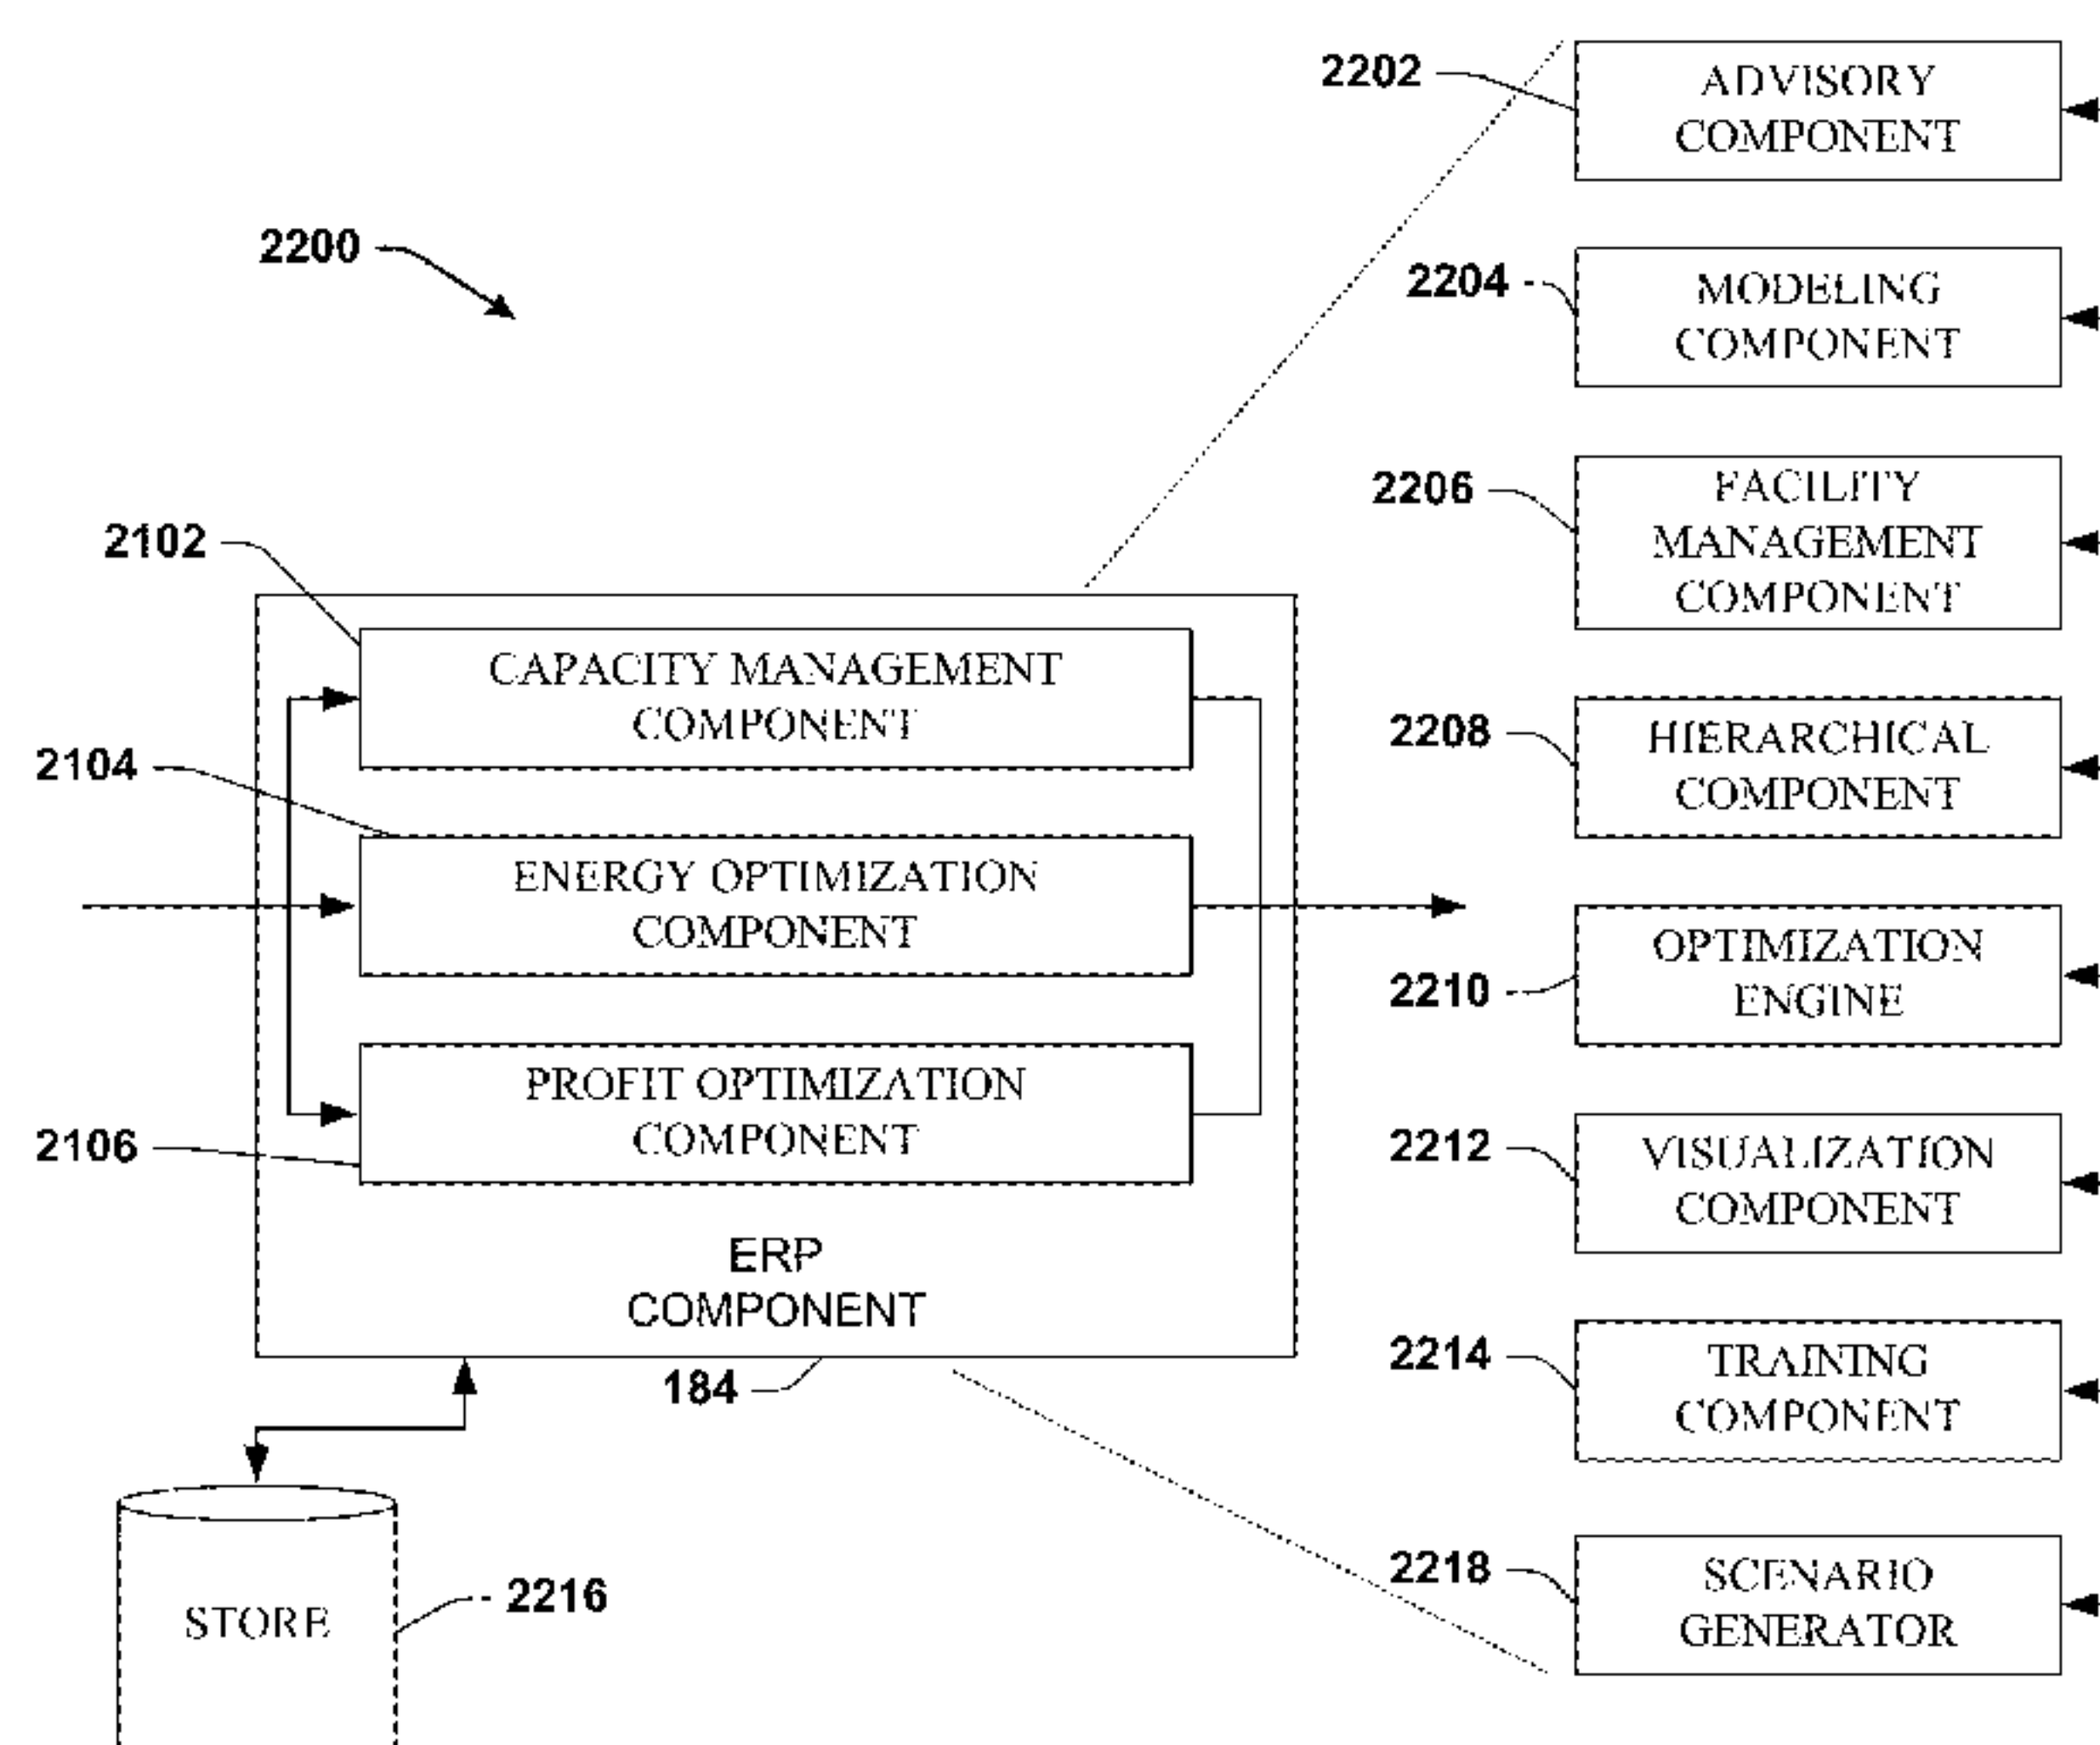 2200
2102
CAPACITY MANAGEMENT
COMPONENT
2104
ENERGY OPTIMIZATION
COMPONENT
PROFIT OPTIMIZATION
COMPONENT
2106
ERP
COMPONENT
184
STORE
2216
2202
ADVISORY
COMPONENT
2204
MODELING
COMPONENT
2206
FACILITY
MANAGEMENT
COMPONENT
2208
HIERARCHICAL
COMPONENT
2210
OPTIMIZATION
ENGINE
2212
VISUALIZATION
COMPONENT
2214
TRAINING
COMPONENT
2218
SCENARIO
GENERATOR